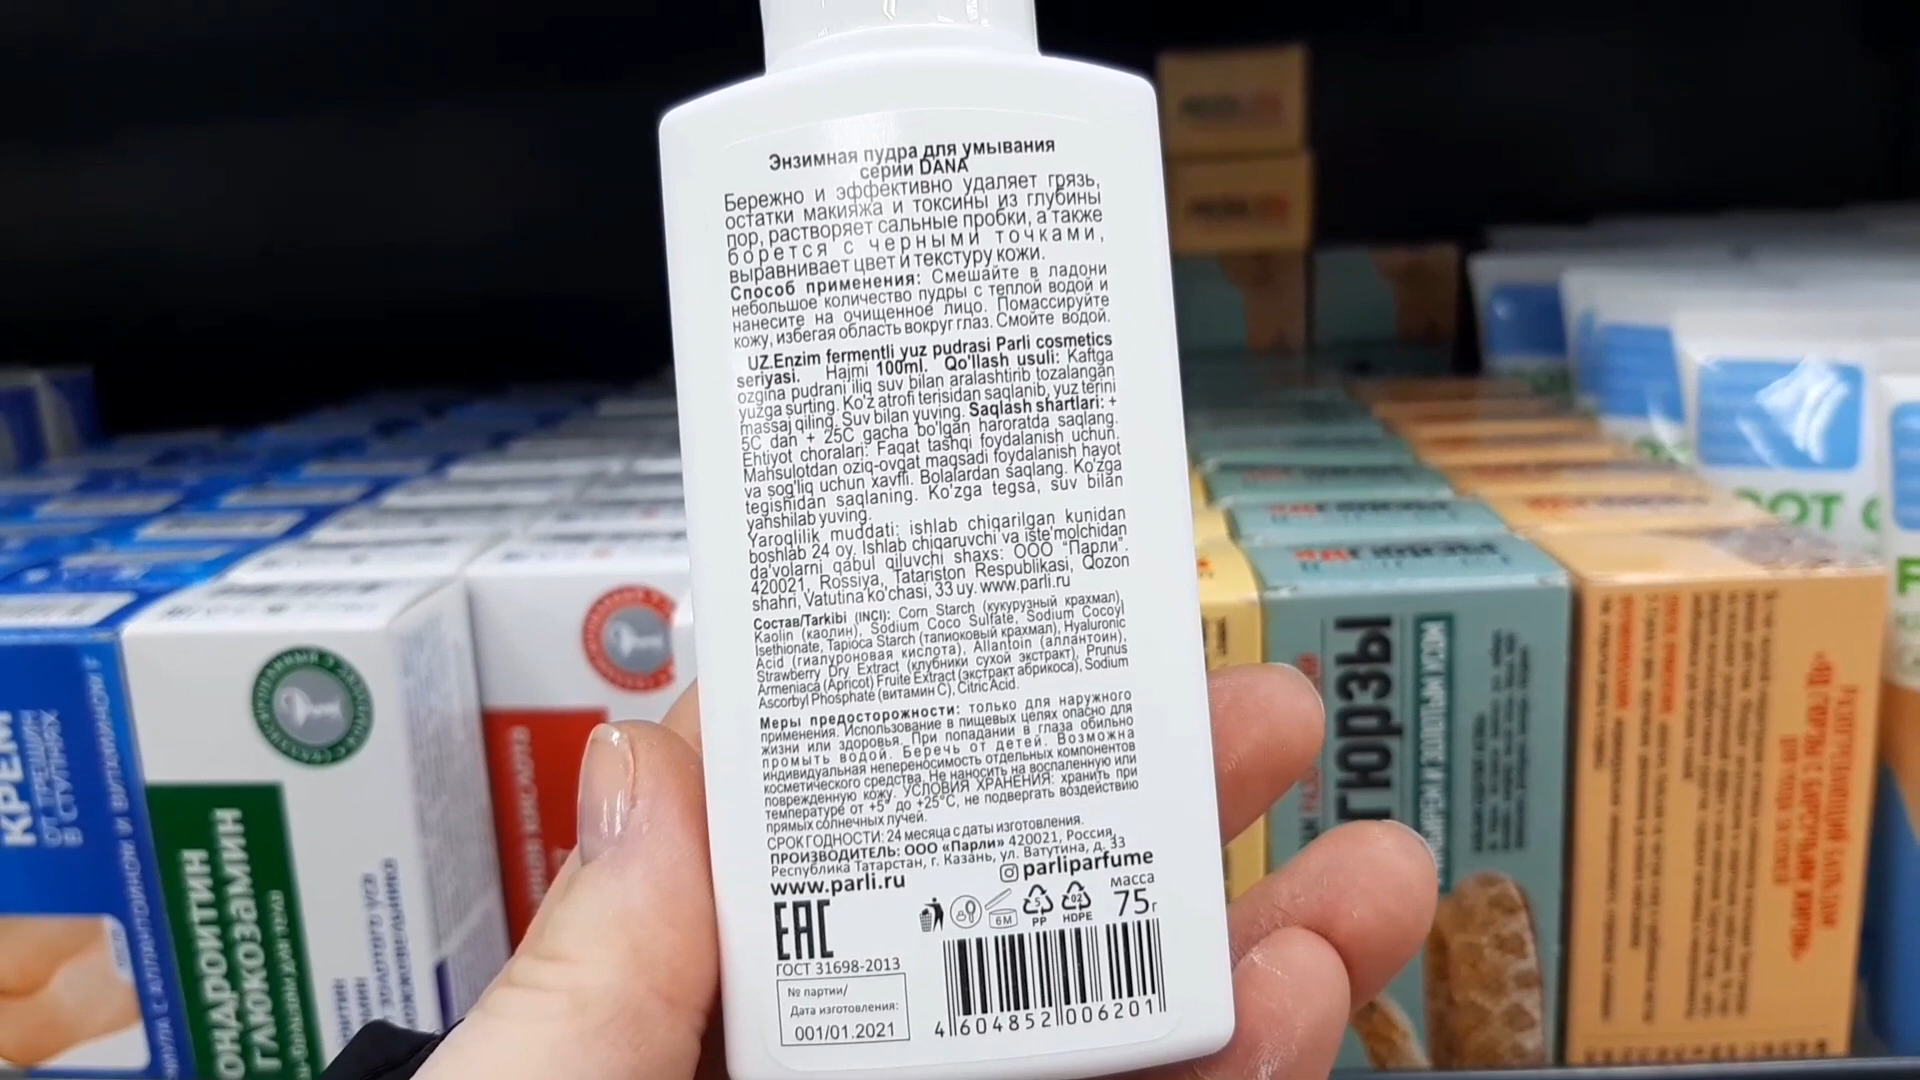 Энзимная пудра для умывания
серии DANA
Бережно и эффективно удаляет грязь,
остатки макияжа и токсины из глубины
пор, растворяет сальные пробки, а также
борется с черными точками,
выравнивает цвет и текстуру кожи.
Способ применения: Смешайте в ладони
небольшое количество пудры с теплой водой и
нанесите на очищенное лицо. Помассируйте
кожу, избегая область вокруг глаз. Смойте водой.
UZ.Enzim fermentli yuz pudrasi Parli cosmetics
seriyasi. Hajmi 100ml. Qo'llash usuli: Kaftga
ozgina pudrani iliq suv bilan aralashtirib tozalangan
yuzga surting. Ko'z atrofi terisidan saqlanib, yuz terini
massaj qiling. Suv bilan yuving. Saqlash shartlari: +
5C dan + 25C gacha bo'lgan haroratda saqlang.
Ehtiyot choralari: Faqat tashqi foydalanish uchun.
Mahsulotdan oziq-ovqat magsadi foydalanish hayot
va sog'liq uchun xavfli. Bolalardan saqlang. Ko'zga
tegishidan saqlaning. Ko'zga tegsa, suv bilan
yahshilab yuving.
Yaroqlilik muddati: ishlab chiqarilgan kunidan
boshlab 24 oy. Ishlab chiqaruvchi va iste'molchidan
da'volarni qabul qiluvchi shaxs: ООО "Парли".
420021, Rossiya, Tatariston Respublikasi, Qozon
shahri, Vatutina ko'chasi, 33 uy. www.parli.ru
Состав/Tarkibi (INCI): Corn Starch (кукурузный крахмал),
Kaolin (каолин), Sodium Coco Sulfate, Sodium Cocoyl
Isethionate, Tapioca Starch (тапиоковый крахмал), Hyaluronic
Acid (гиалуроновая кислота), Allantoin (аллантоин),
Strawberry Dry Extract (клубники сухой экстракт), Prunus
Armeniaca (Apricot) Fruite Extract (экстракт абрикоса), Sodium
Ascorbyl Phosphate (витамин С), Citric Acid.
Меры предосторожности: только для наружного
применения. Использование в пищевых целях опасно для
жизни или здоровья. При попадании в глаза обильно
промыть водой. Беречь от детей. Возможна
индивидуальная непереносимость отдельных компонентов
косметического средства. Не наносить на воспаленную или
поврежденную кожу. УСЛОВИЯ ХРАНЕНИЯ: хранить при
температуре от +5° до +25°С, не подвергать воздействию
прямых солнечных лучей.
СРОК ГОДНОСТИ: 24 месяца с даты изготовления.
ПРОИЗВОДИТЕЛЬ: ООО «Парли» 420021, Россия,
Республика Татарстан, г. Казань, ул. Ватутина, д. 33
www.parli.ru parliparfume
масса
75г
6M
5
PP
02
HDPE
EAC
ГОСТ 31698-2013
№ партии/
Дата изготовления:
001/01.2021
4 604852 006201
КРЕМ
ОТ ТРЕЩИН
В СТУПНЯХ
ОНДРОИТИН
ГЛЮКОЗАМИН
ГЮРЗЫ